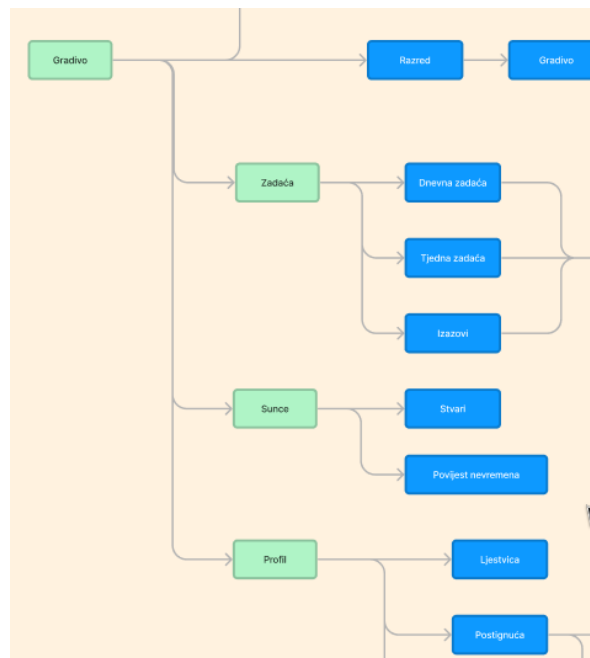 Gradivo
Razred
Gradivo
Zadaća
Dnevna zadaća
Tjedna zadaća
Izazovi
Sunce
Stvari
Povijest nevremena
Profil
Ljestvica
Postignuća